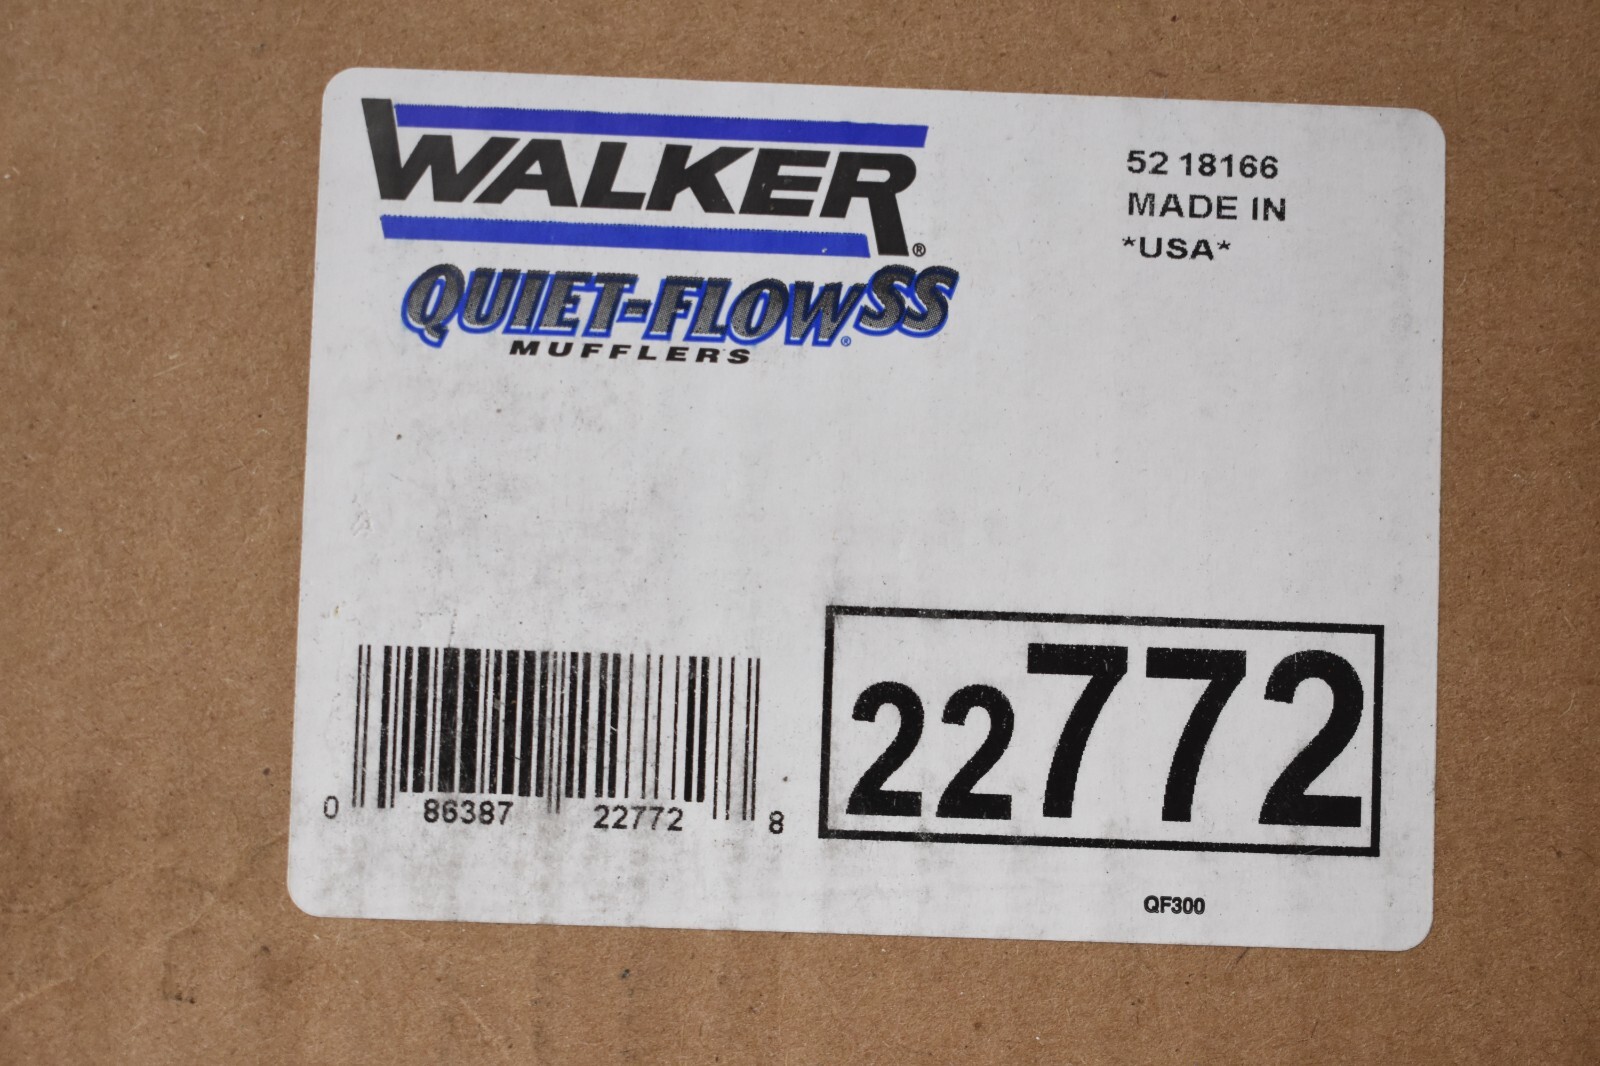 WALKER®
QUIET-FLOW®SS
MUFFLERS
52 18166
MADE IN
*USA*
0 86387 22772 8
22772
QF300